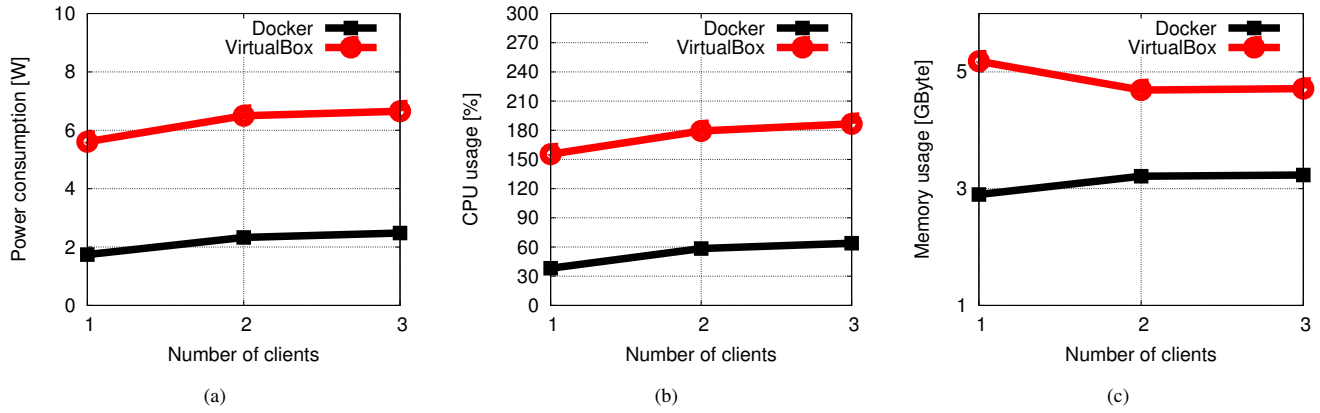 Power consumption [W]
10
8
6
4
2
0
Docker
VirtualBox
1 2 3
Number of clients
(a)
CPU usage [%]
300
270
240
210
180
150
120
90
60
30
0
Docker
VirtualBox
1 2 3
Number of clients
(b)
Memory usage [GByte]
5
3
1
Docker
VirtualBox
1 2 3
Number of clients
(c)